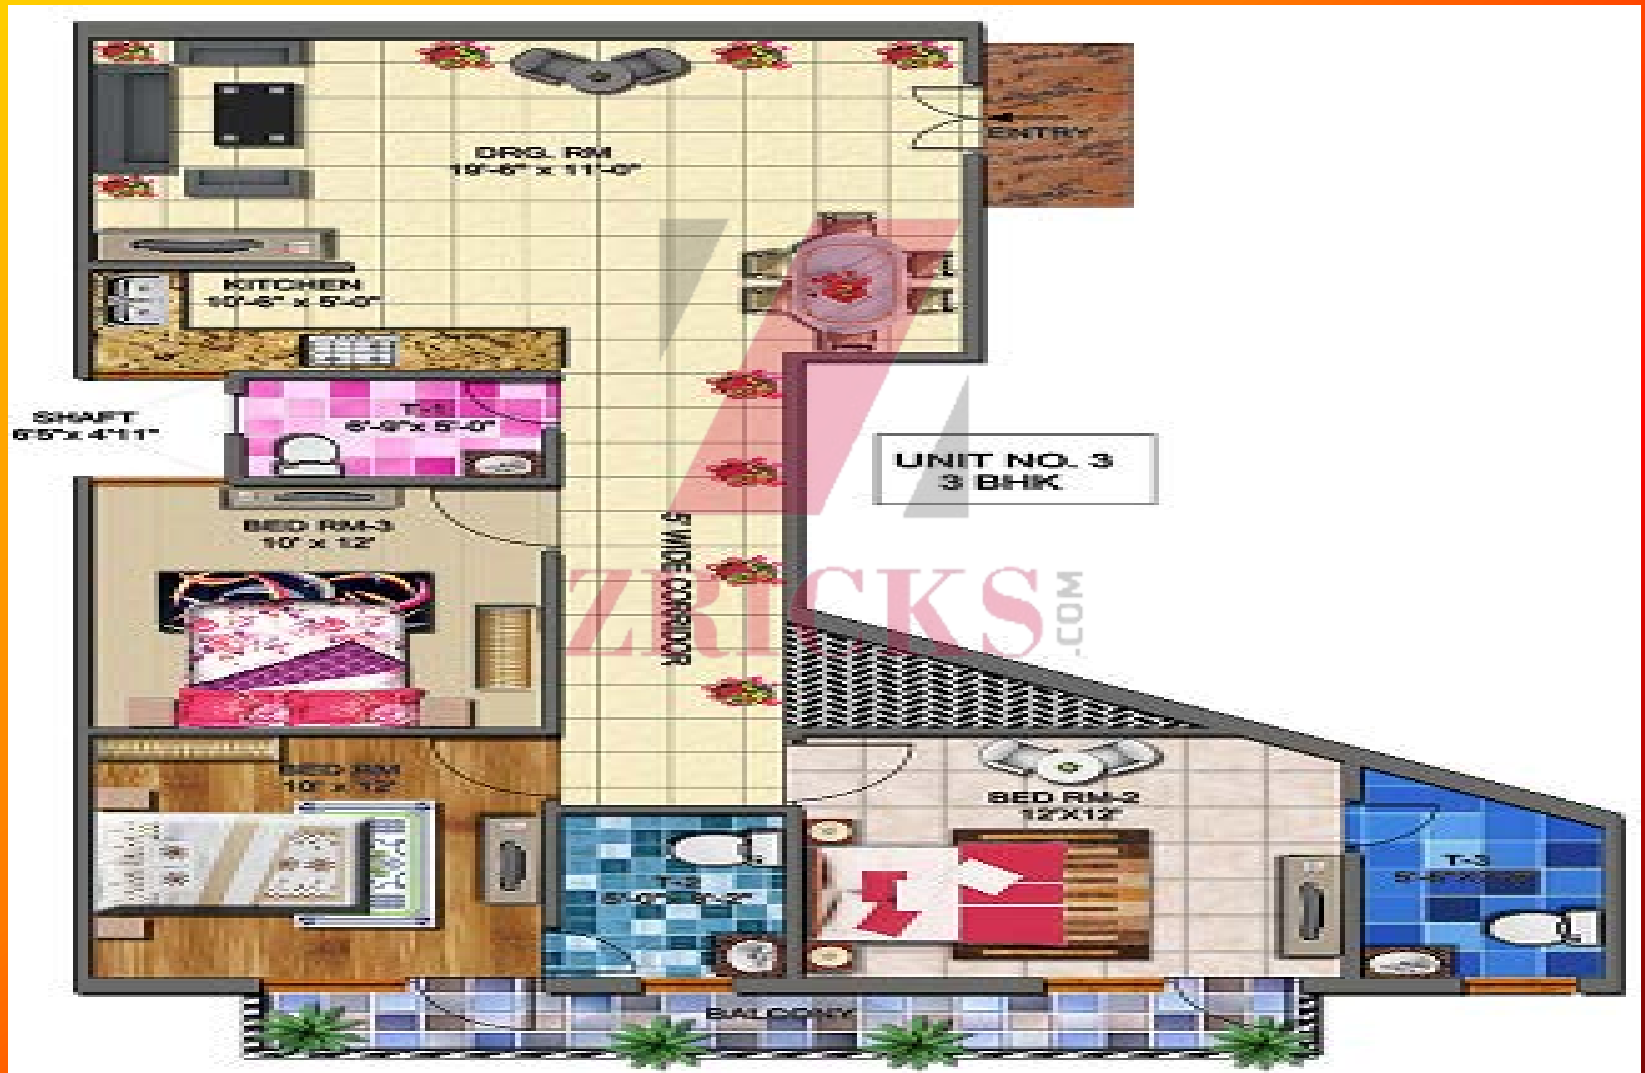 ENTRY
DRG. RM
19'-6" x 11'-0"
KITCHEN
10'-6" x 5'-0"
SHAFT
6'5"x 4'11"
T-1
6'-9"x 5'-0"
UNIT NO. 3
3 BHK
BED RM-3
10' x 12'
5' WIDE CORRIDOR
ZRICKS
.COM
BED RM
10' x 12'
BED RM-2
12'X12'
T-2
T-3
BALCONY